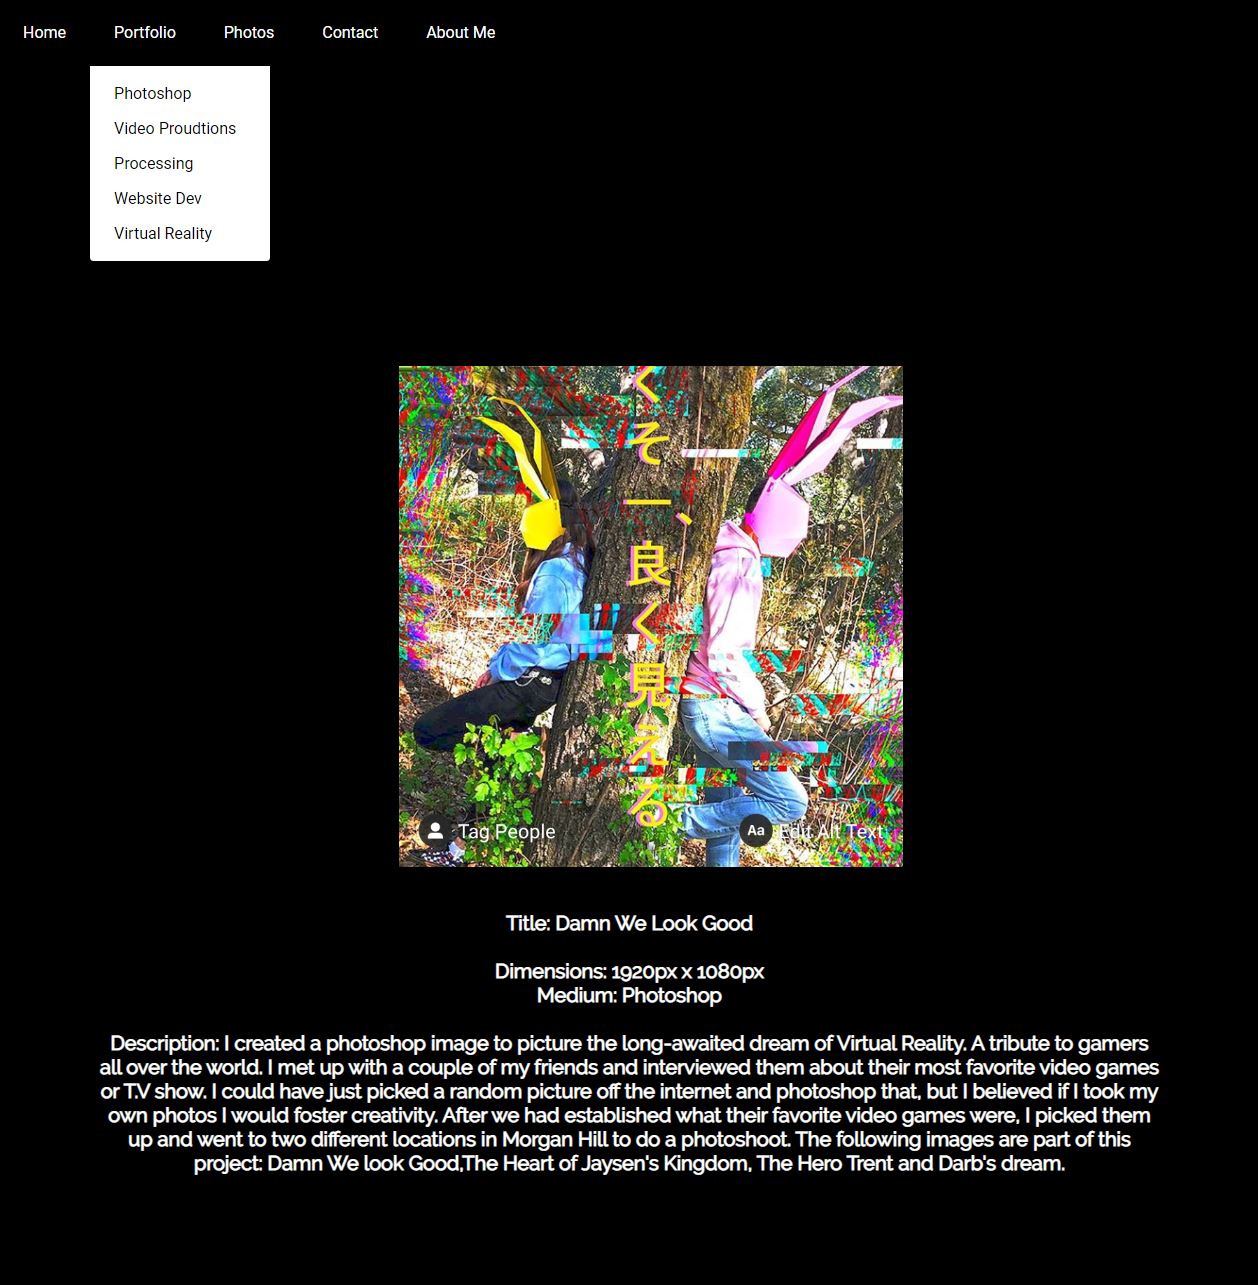 Home Portfolio Photos Contact About Me
Photoshop
Video Proudtions
Processing
Website Dev
Virtual Reality
くそー、良く見える
Tag People
Aa Edit Alt Text
Title: Damn We Look Good
Dimensions: 1920px x 1080px
Medium: Photoshop
Description: I created a photoshop image to picture the long-awaited dream of Virtual Reality. A tribute to gamers
all over the world. I met up with a couple of my friends and interviewed them about their most favorite video games
or T.V show. I could have just picked a random picture off the internet and photoshop that, but I believed if I took my
own photos I would foster creativity. After we had established what their favorite video games were, I picked them
up and went to two different locations in Morgan Hill to do a photoshoot. The following images are part of this
project: Damn We look Good,The Heart of Jaysen's Kingdom, The Hero Trent and Darb's dream.